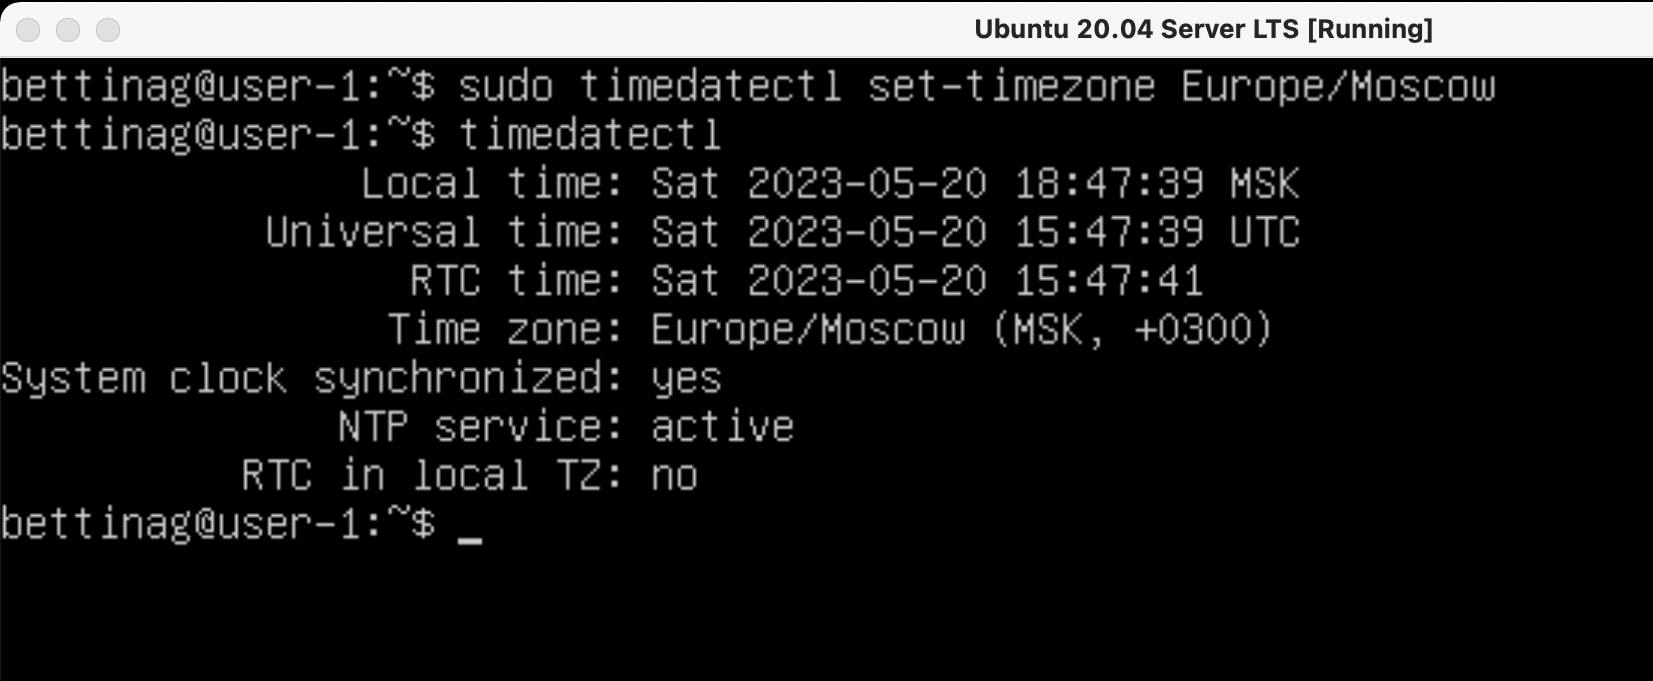 Ubuntu 20.04 Server LTS [Running]
bettinag@user-1:~$ sudo timedatectl set-timezone Europe/Moscow
bettinag@user-1:~$ timedatectl
Local time: Sat 2023-05-20 18:47:39 MSK
Universal time: Sat 2023-05-20 15:47:39 UTC
RTC time: Sat 2023-05-20 15:47:41
Time zone: Europe/Moscow (MSK, +0300)
System clock synchronized: yes
NTP service: active
RTC in local TZ: no
bettinag@user-1:~$ _